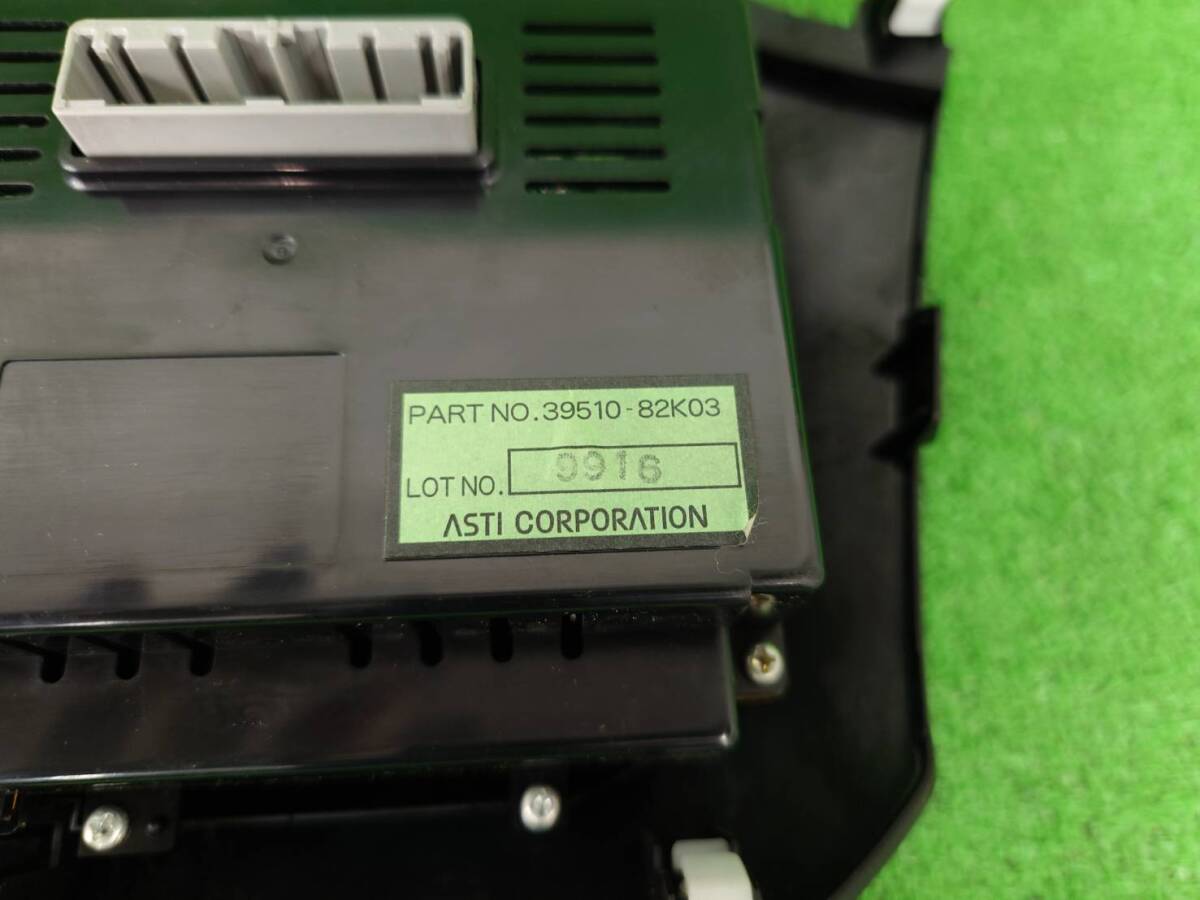 PART NO.39510-82K03
LOT NO. 9916
ASTI CORPORATION